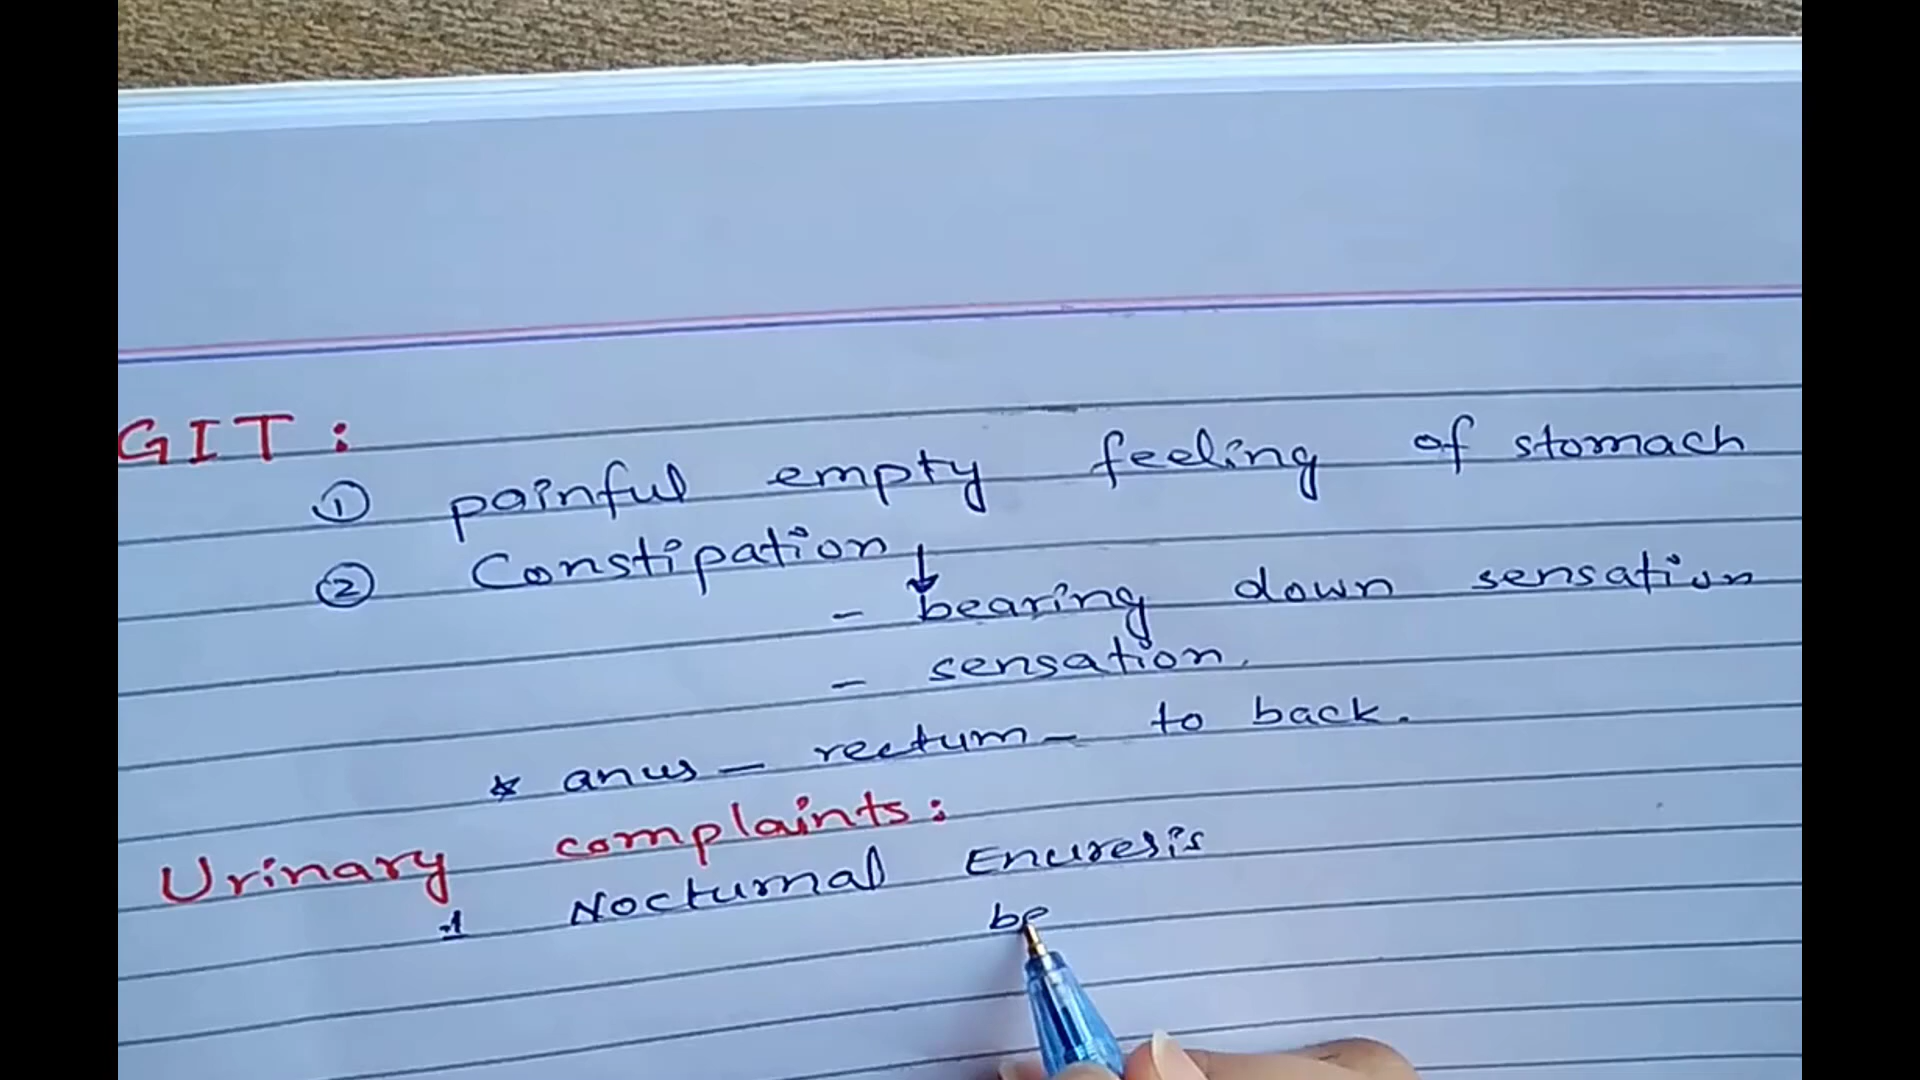 GIT :
① painful empty feeling of stomach
② Constipation ↓
- bearing down sensation
- sensation.
* anus - rectum - to back.
Urinary complaints :
1 Nocturnal Enuresis
be